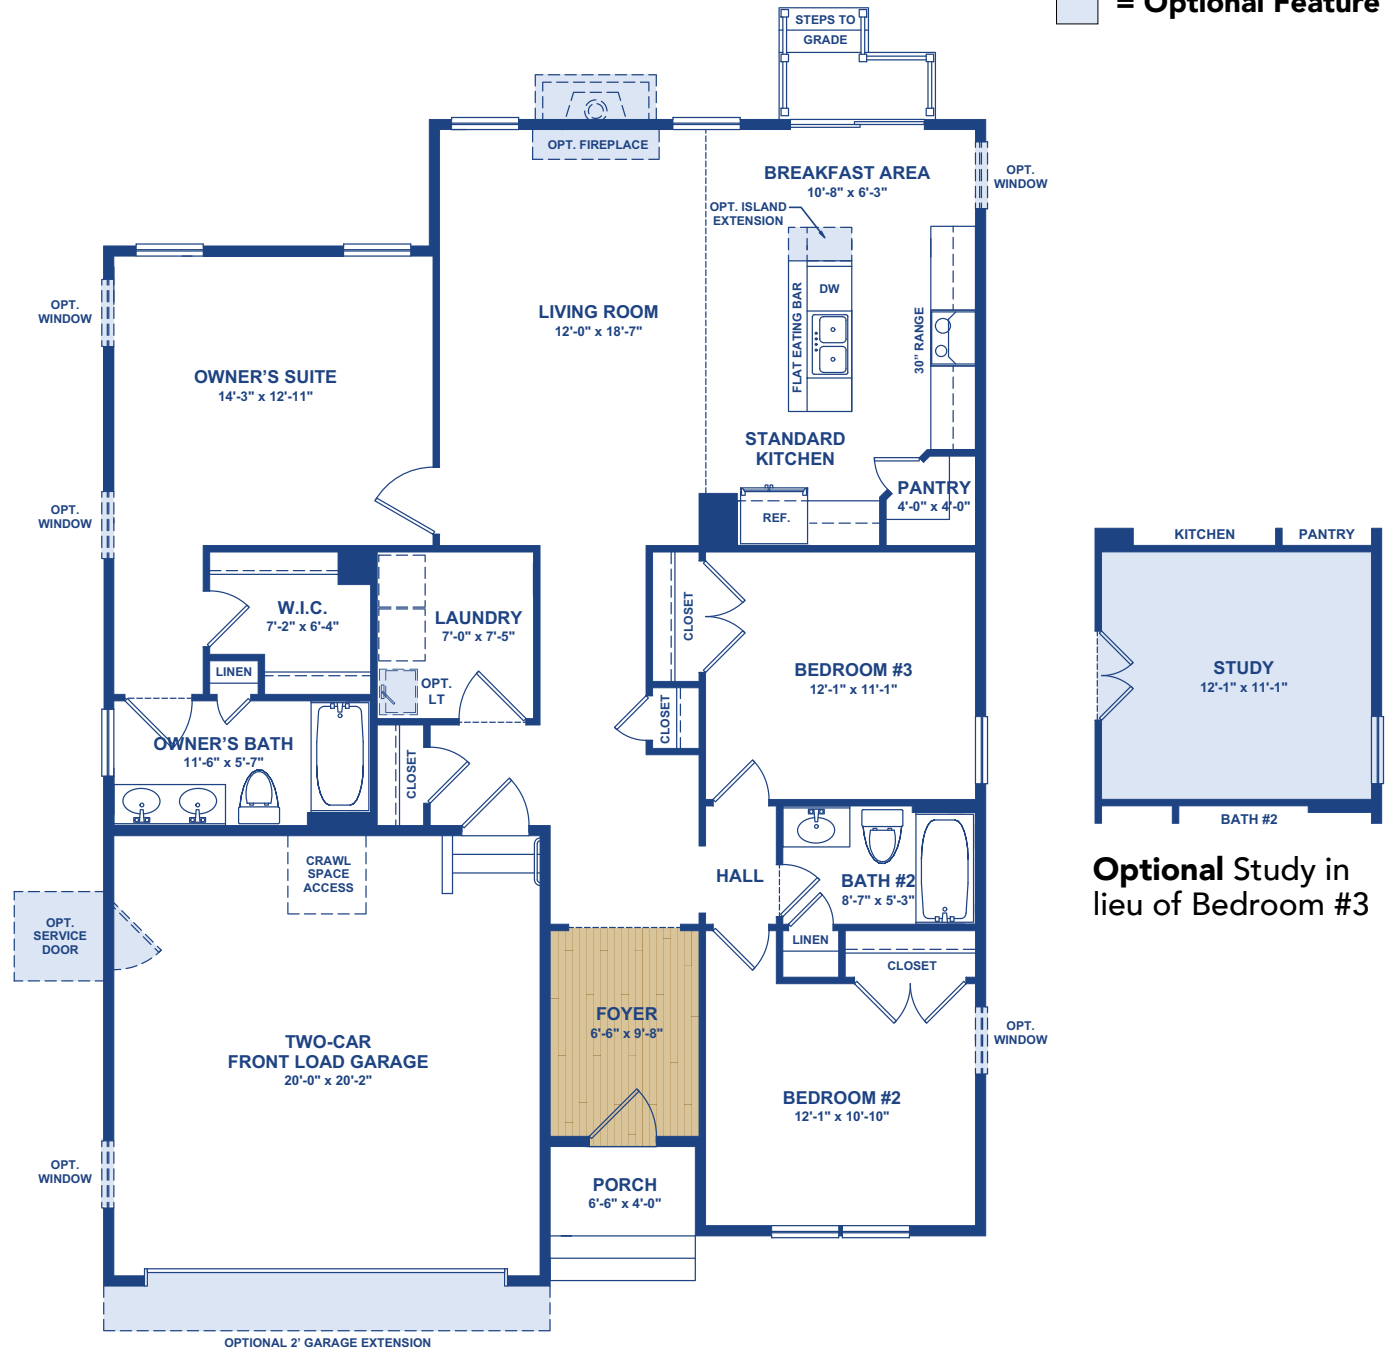 = Optional Feature
STEPS TO
GRADE
OPT. FIREPLACE
BREAKFAST AREA
10'-8" x 6'-3"
OPT.
WINDOW
OPT. ISLAND
EXTENSION
DW
FLAT EATING BAR
30" RANGE
LIVING ROOM
12'-0" x 18'-7"
OPT.
WINDOW
OWNER'S SUITE
14'-3" x 12'-11"
STANDARD
KITCHEN
PANTRY
4'-0" x 4'-0"
REF.
OPT.
WINDOW
W.I.C.
7'-2" x 6'-4"
LINEN
LAUNDRY
7'-0" x 7'-5"
OPT.
LT
CLOSET
BEDROOM #3
12'-1" x 11'-1"
CLOSET
OWNER'S BATH
11'-6" x 5'-7"
CLOSET
KITCHEN
PANTRY
STUDY
12'-1" x 11'-1"
BATH #2
Optional Study in
lieu of Bedroom #3
CRAWL
SPACE
ACCESS
HALL
BATH #2
8'-7" x 5'-3"
LINEN
CLOSET
OPT.
SERVICE
DOOR
FOYER
6'-6" x 9'-8"
TWO-CAR
FRONT LOAD GARAGE
20'-0" x 20'-2"
OPT.
WINDOW
BEDROOM #2
12'-1" x 10'-10"
OPT.
WINDOW
PORCH
6'-6" x 4'-0"
OPTIONAL 2' GARAGE EXTENSION